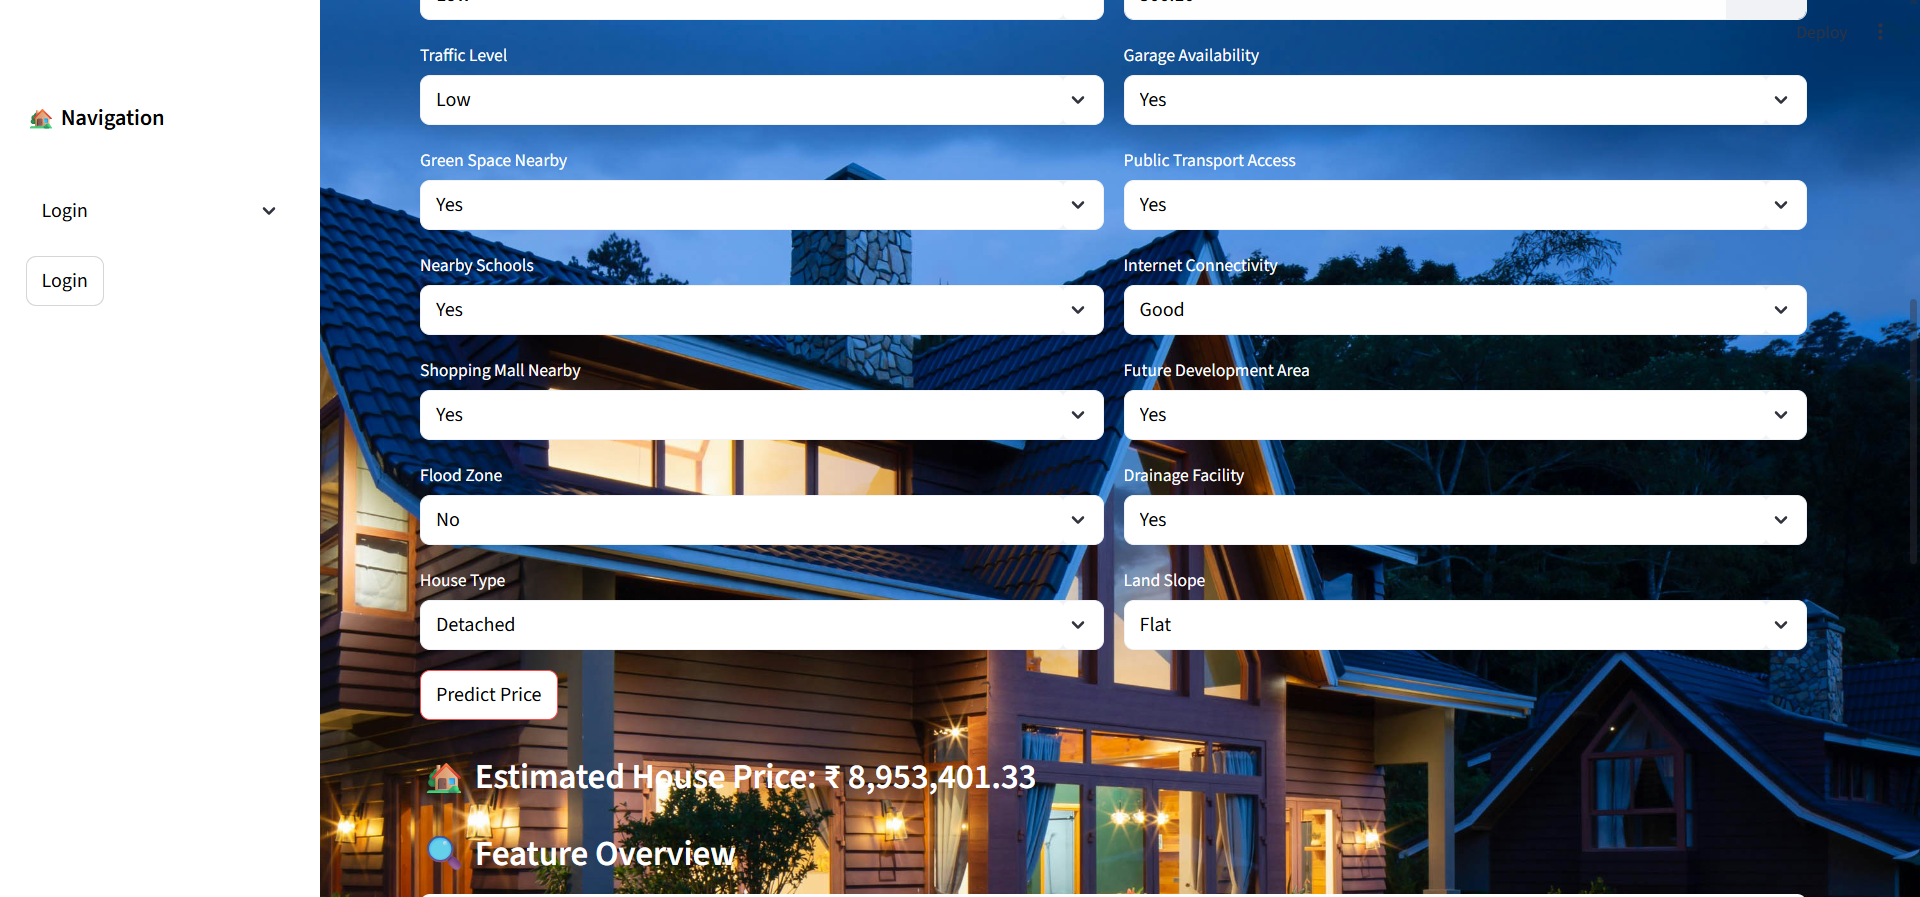 Deploy
🏠 Navigation
Login
Login
Traffic Level
Low
Garage Availability
Yes
Green Space Nearby
Yes
Public Transport Access
Yes
Nearby Schools
Yes
Internet Connectivity
Good
Shopping Mall Nearby
Yes
Future Development Area
Yes
Flood Zone
No
Drainage Facility
Yes
House Type
Detached
Land Slope
Flat
Predict Price
🏠 Estimated House Price: ₹ 8,953,401.33
🔍 Feature Overview